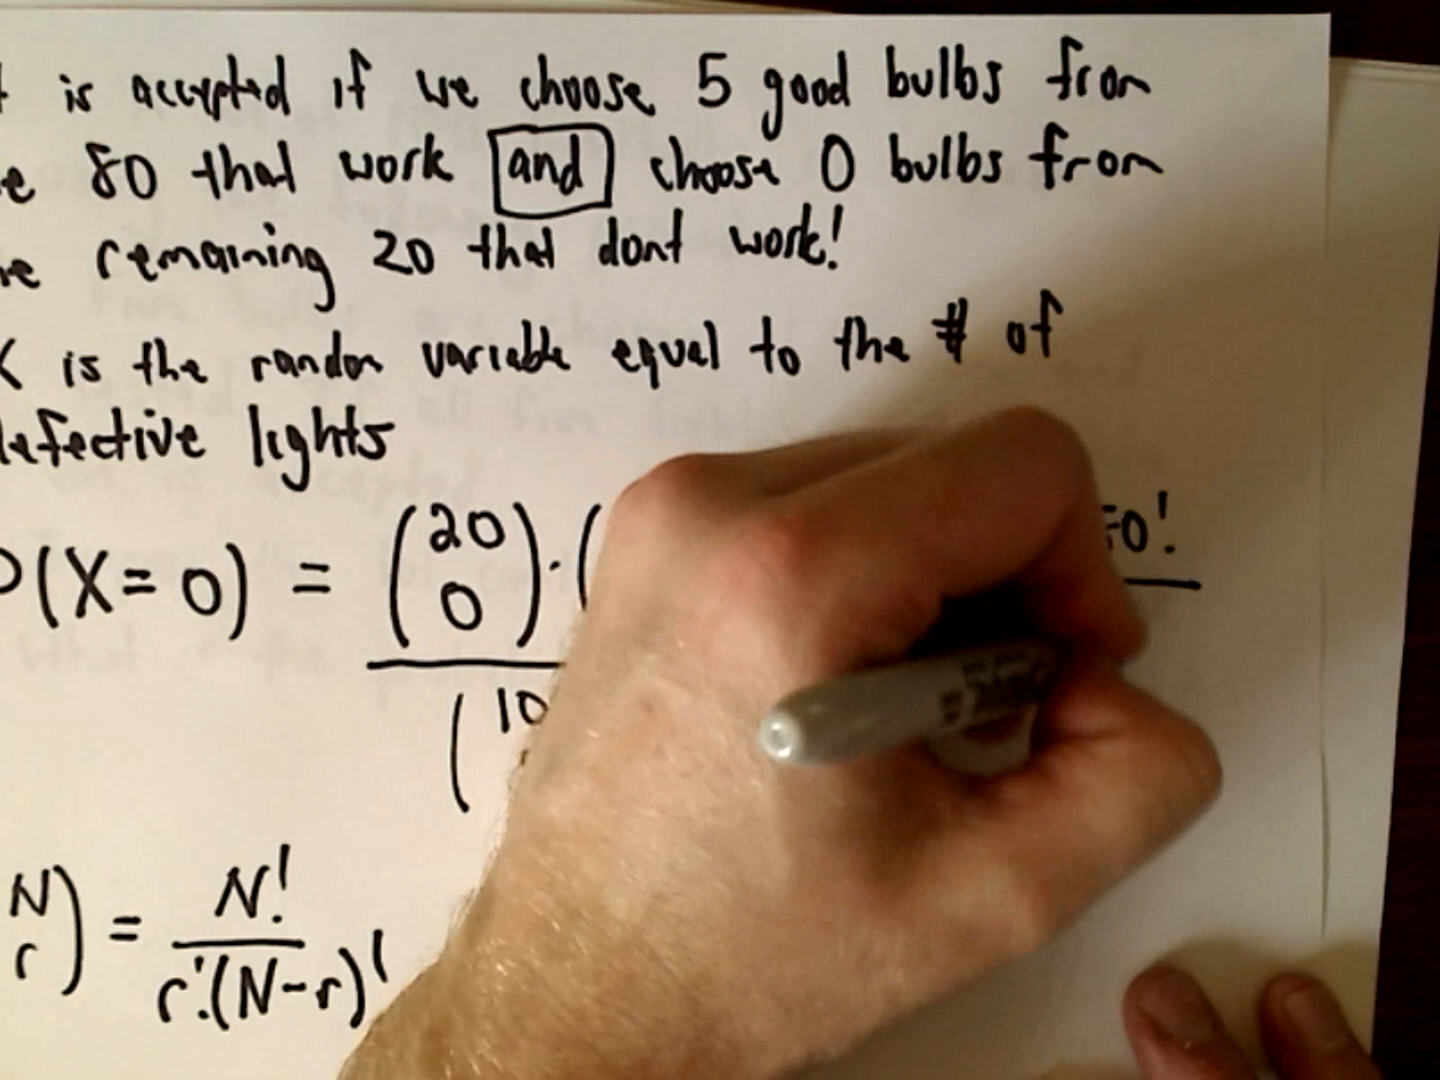 is accepted if we choose 5 good bulbs from
e 80 that work and choose 0 bulbs from
e remaining 20 that dont work!
X is the random variable equal to the # of
defective lights
P(X=0) = (20 0)·(
0!
(10
(N r) = N!/r!(N-r)!